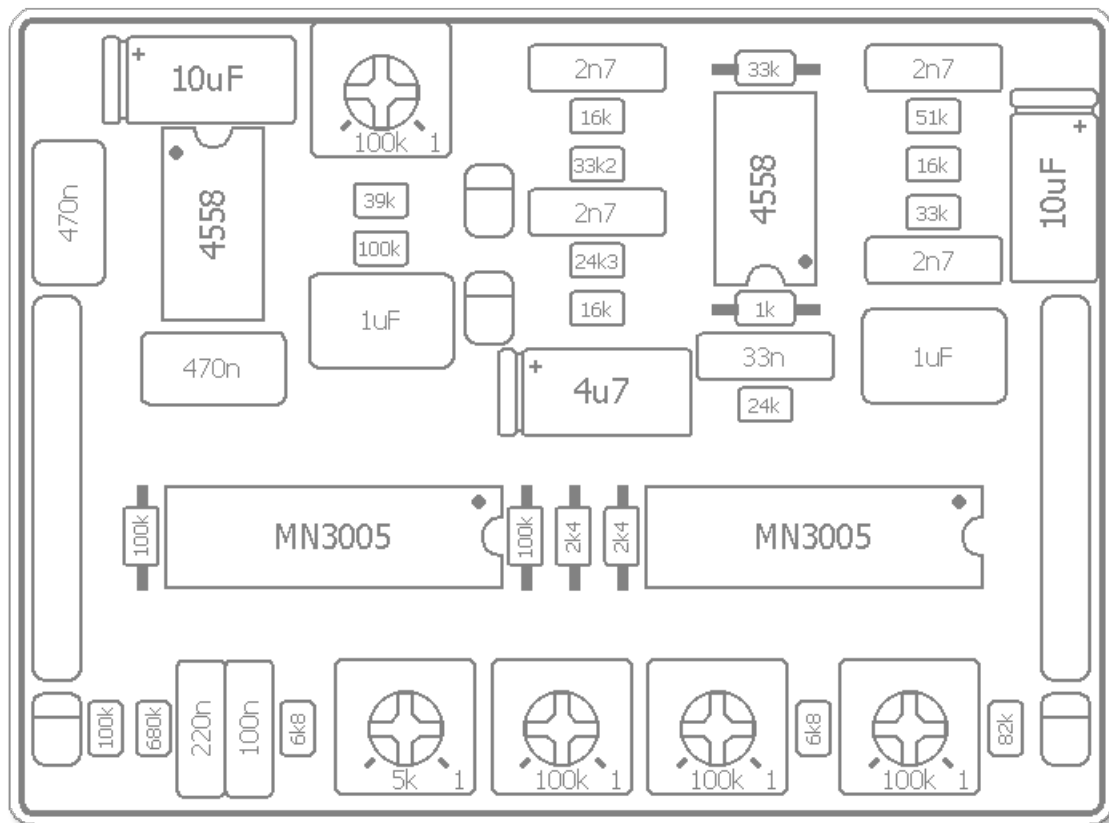 +
10uF
2n7
33k
2n7
16k
51k
+
100k 1
33k2
16k
470n
4558
39k
2n7
4558
33k
10uF
100k
24k3
2n7
1uF
16k
1k
470n
+
4u7
33n
1uF
24k
100k
MN3005
100k
2k4
2k4
MN3005
100k
680k
220n
100n
6k8
5k 1
100k 1
100k 1
6k8
100k 1
82k